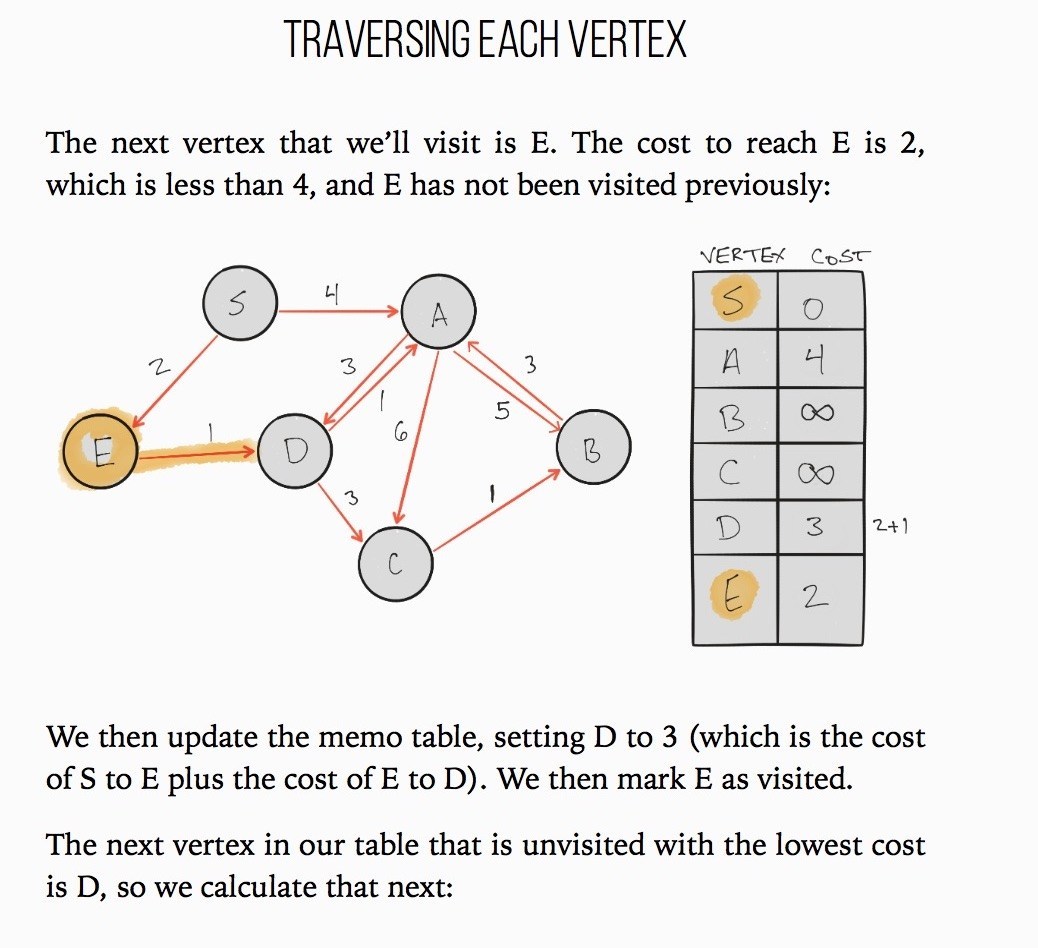 TRAVERSING EACH VERTEX
The next vertex that we'll visit is E. The cost to reach E is 2,
which is less than 4, and E has not been visited previously:
VERTEX COST
S 0
A 4
B ∞
C ∞
D 3 2+1
E 2
S
4
A
2
3
1
3
5
6
E
1
D
B
3
1
C
We then update the memo table, setting D to 3 (which is the cost
of S to E plus the cost of E to D). We then mark E as visited.
The next vertex in our table that is unvisited with the lowest cost
is D, so we calculate that next: